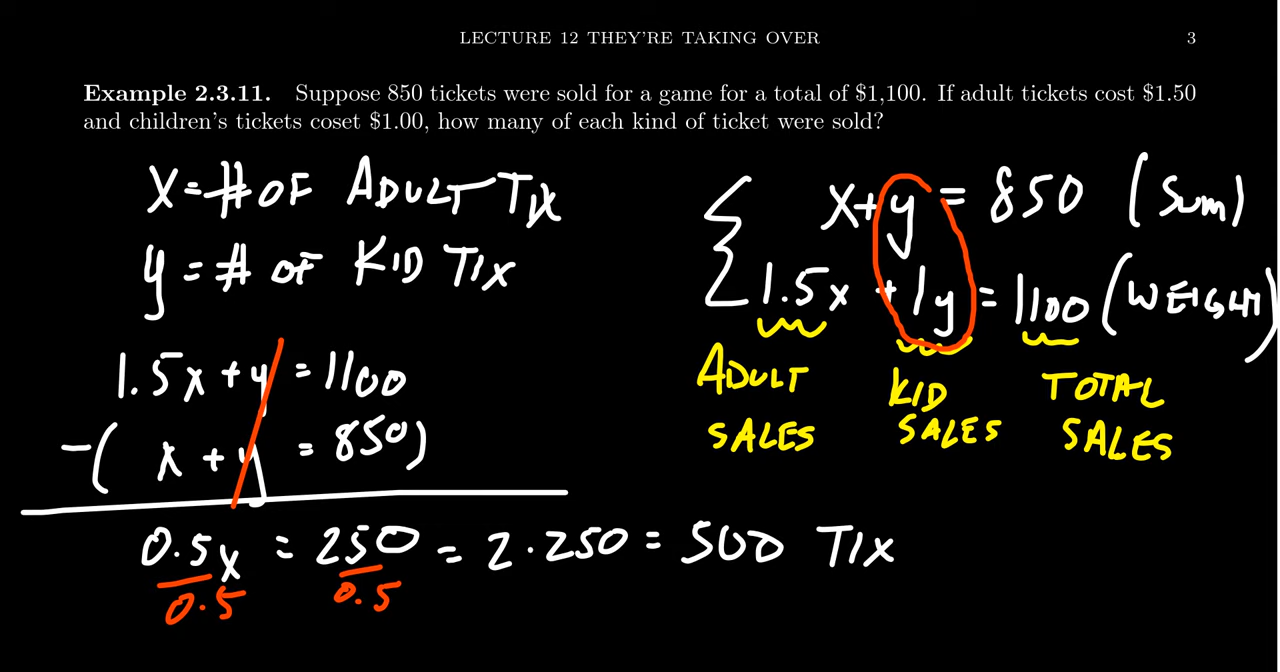 LECTURE 12 THEY'RE TAKING OVER 3
Example 2.3.11. Suppose 850 tickets were sold for a game for a total of $1,100. If adult tickets cost $1.50
and children's tickets coset $1.00, how many of each kind of ticket were sold?
X = # OF ADULT TIX
y = # OF KID TIX
x + y = 850 (SUM)
1.5x + 1y = 1100 (WEIGHT)
ADULT SALES
KID SALES
TOTAL SALES
1.5x + y = 1100
-( x + y = 850)
0.5x = 250 = 2 · 250 = 500 TIX
0.5 0.5